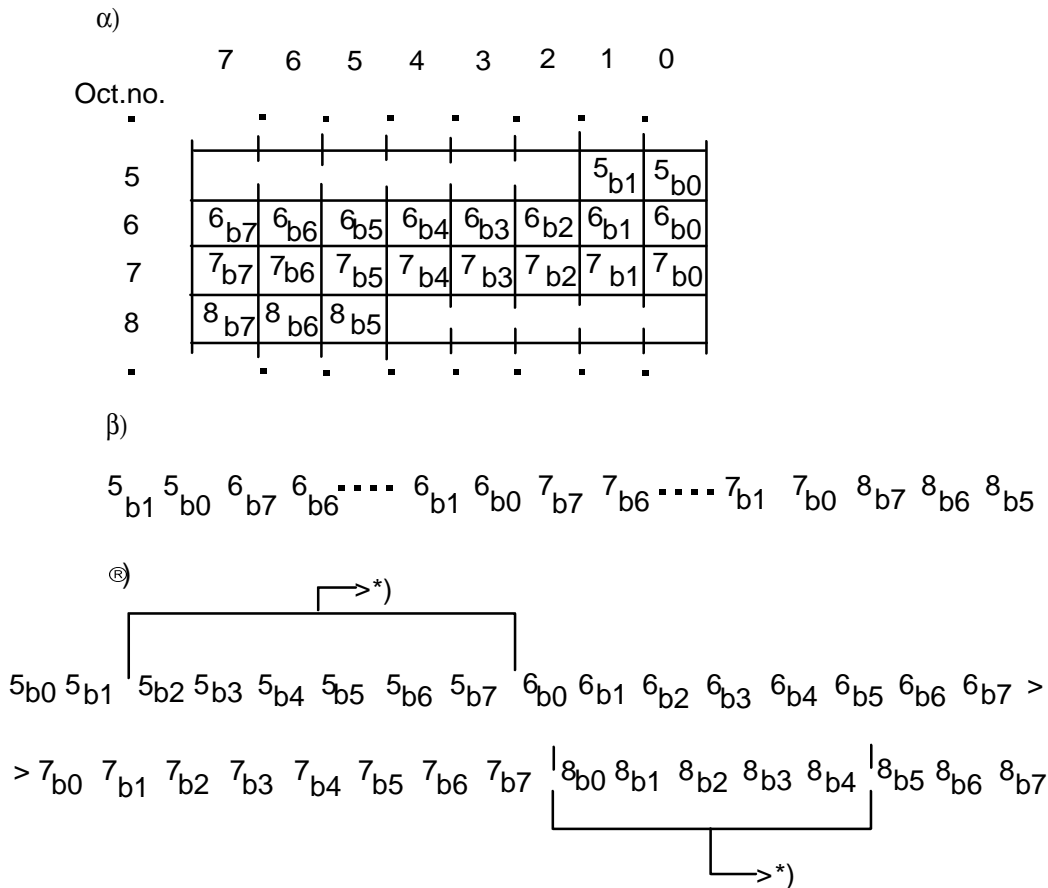 α)
7 6 5 4 3 2 1 0
Oct.no.
5 5b1 5b0
6 6b7 6b6 6b5 6b4 6b3 6b2 6b1 6b0
7 7b7 7b6 7b5 7b4 7b3 7b2 7b1 7b0
8 8b7 8b6 8b5
β)
5b1 5b0 6b7 6b6 .... 6b1 6b0 7b7 7b6 .... 7b1 7b0 8b7 8b6 8b5
®)
>*)
5b0 5b1 5b2 5b3 5b4 5b5 5b6 5b7 6b0 6b1 6b2 6b3 6b4 6b5 6b6 6b7 >
> 7b0 7b1 7b2 7b3 7b4 7b5 7b6 7b7 8b0 8b1 8b2 8b3 8b4 8b5 8b6 8b7
>*)